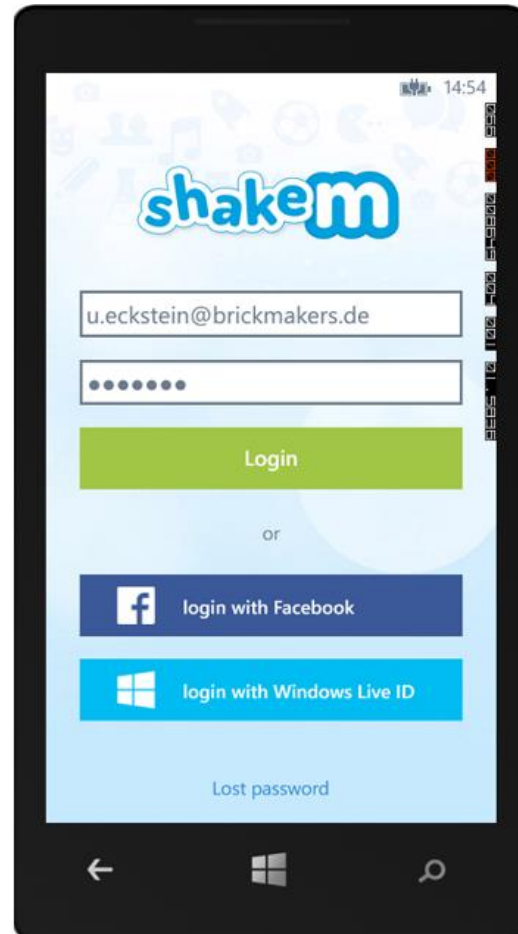 14:54
shakem
u.eckstein@brickmakers.de
Login
or
login with Facebook
login with Windows Live ID
Lost password